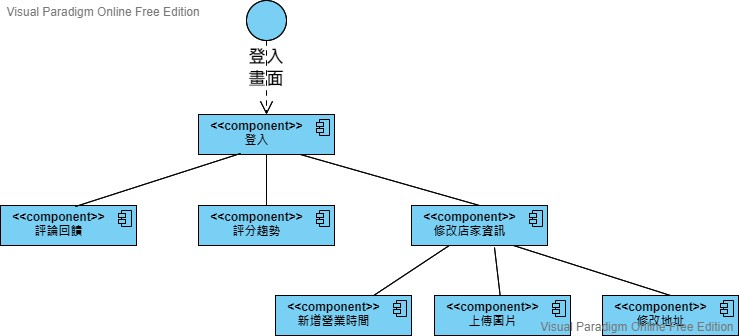 Visual Paradigm Online Free Edition
登入
畫面
<<component>>
登入
<<component>>
評論回饋
<<component>>
評分趨勢
<<component>>
修改店家資訊
<<component>>
新增營業時間
<<component>>
上傳圖片
<<component>>
修改地址
Visual Paradigm Online Free Edition